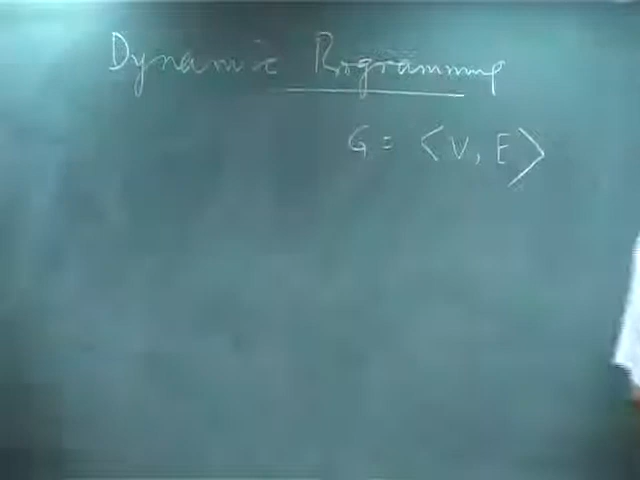 Dynamic Programming
G = < V, E >